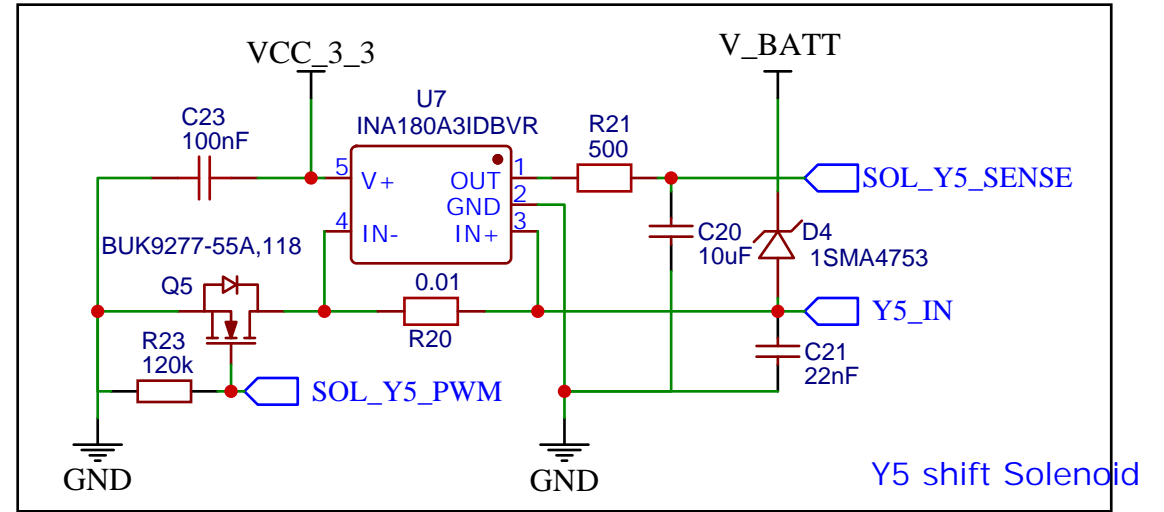 VCC_3_3
V_BATT
C23
100nF
U7
INA180A3IDBVR
R21
500
5
V+
OUT
1
GND
2
4
IN-
IN+
3
SOL_Y5_SENSE
C20
10uF
D4
1SMA4753
BUK9277-55A,118
Q5
0.01
R20
Y5_IN
R23
120k
C21
22nF
SOL_Y5_PWM
GND
GND
Y5 shift Solenoid